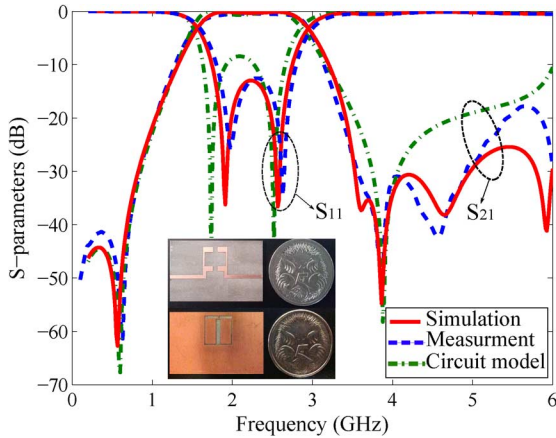 0
−10
−20
−30
−40
−50
−60
−70
S−parameters (dB)
S11
S21
Simulation
Measurment
Circuit model
0 1 2 3 4 5 6
Frequency (GHz)